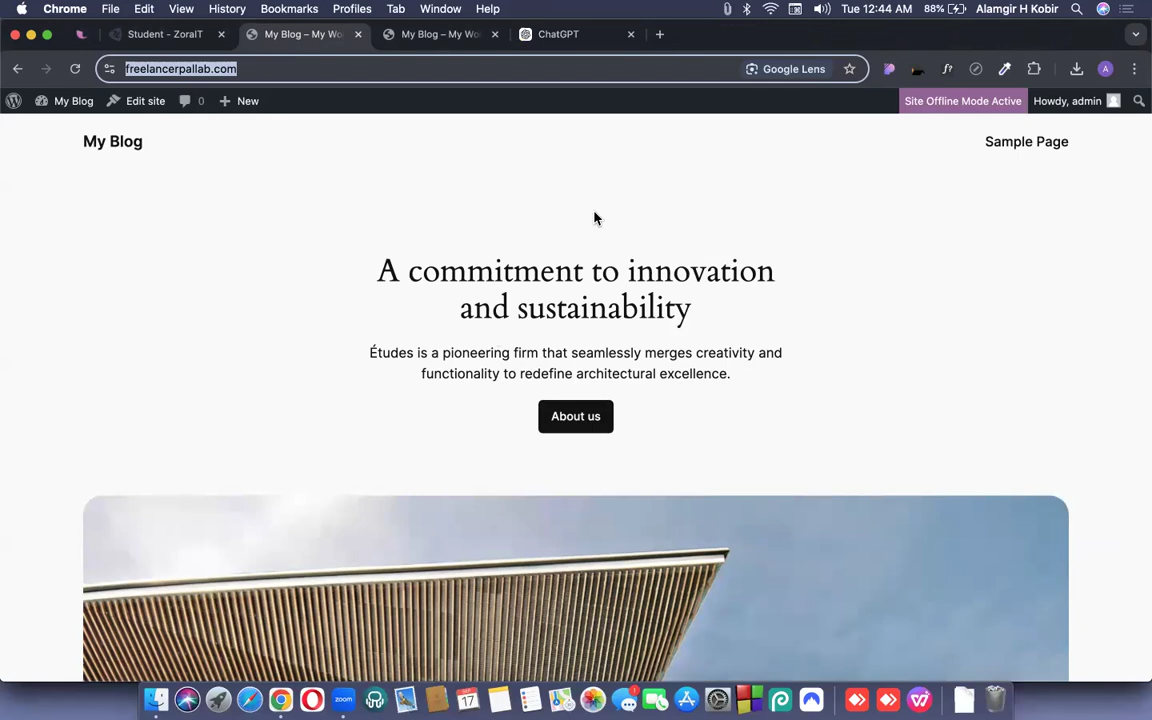 Chrome File Edit View History Bookmarks Profiles Tab Window Help Tue 12:44 AM 88% Alamgir H Kobir
Student - ZoraIT My Blog – My Wo My Blog – My Wo ChatGPT
freelancerpallab.com Google Lens A
My Blog Edit site 0 New Site Offline Mode Active Howdy, admin
My Blog Sample Page
A commitment to innovation
and sustainability
Études is a pioneering firm that seamlessly merges creativity and
functionality to redefine architectural excellence.
About us
zoom 17